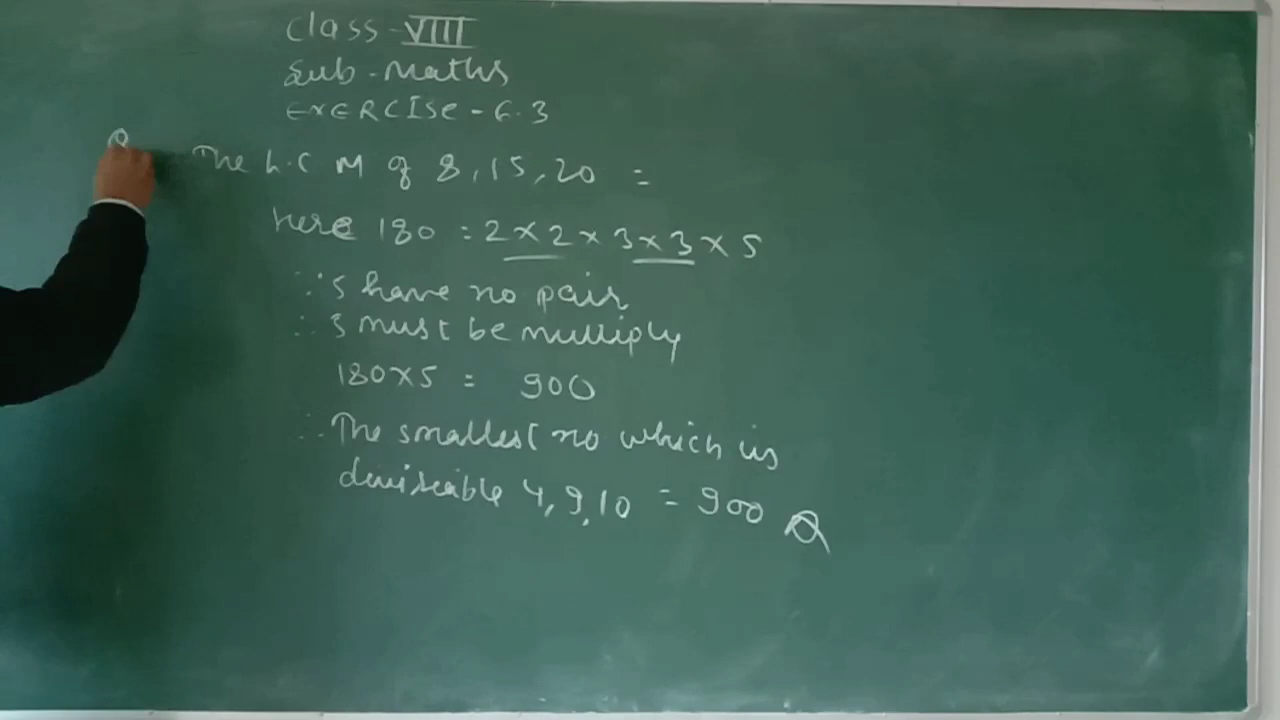 Class - VIII
Sub - Maths
EXERCISE - 6.3
Q
The L.C M of 8, 15, 20 =
here 180 = 2 × 2 × 3 × 3 × 5
∵ 5 have no pair
∴ 5 must be multiply
180×5 = 900
∴ The smallest no which is
deviseable 4, 9, 10 = 900